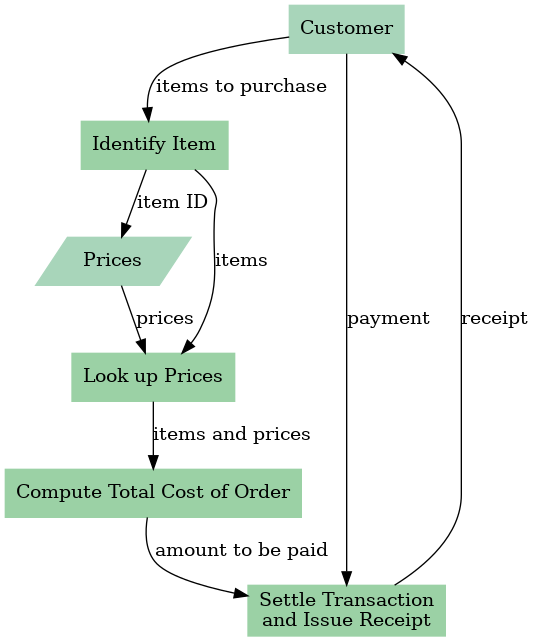 Customer
items to purchase
Identify Item
item ID
Prices
items
prices
payment
receipt
Look up Prices
items and prices
Compute Total Cost of Order
amount to be paid
Settle Transaction
and Issue Receipt